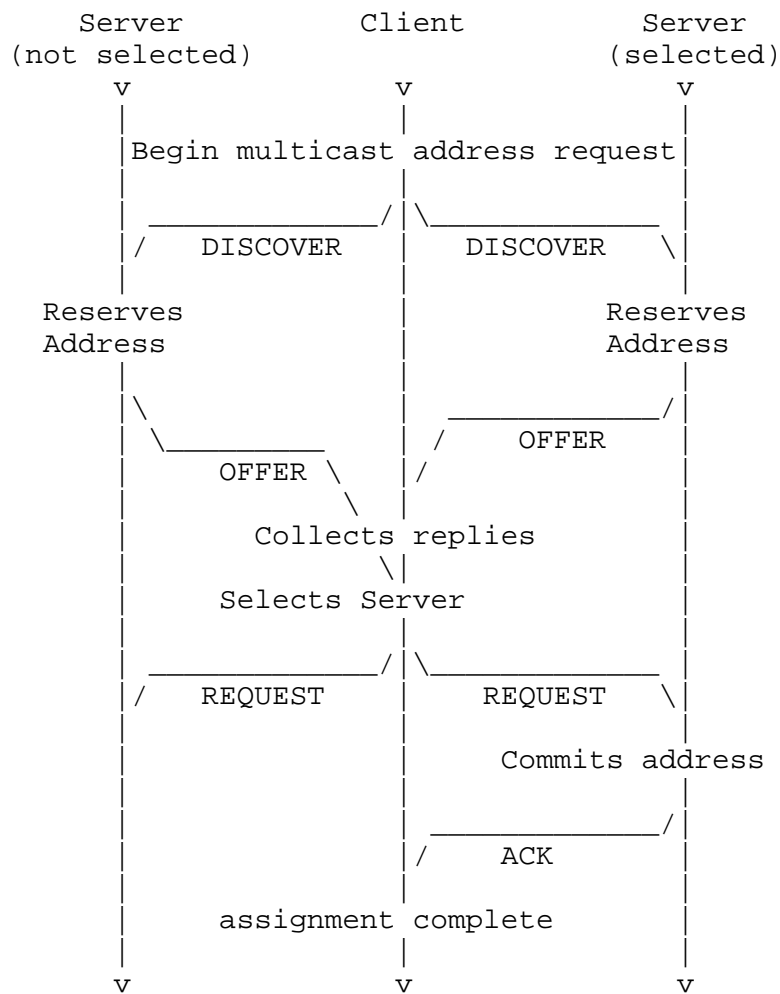 Server Client Server
(not selected) (selected)
v v v
Begin multicast address request
DISCOVER DISCOVER
Reserves Reserves
Address Address
OFFER
OFFER
Collects replies
Selects Server
REQUEST REQUEST
Commits address
ACK
assignment complete
v v v